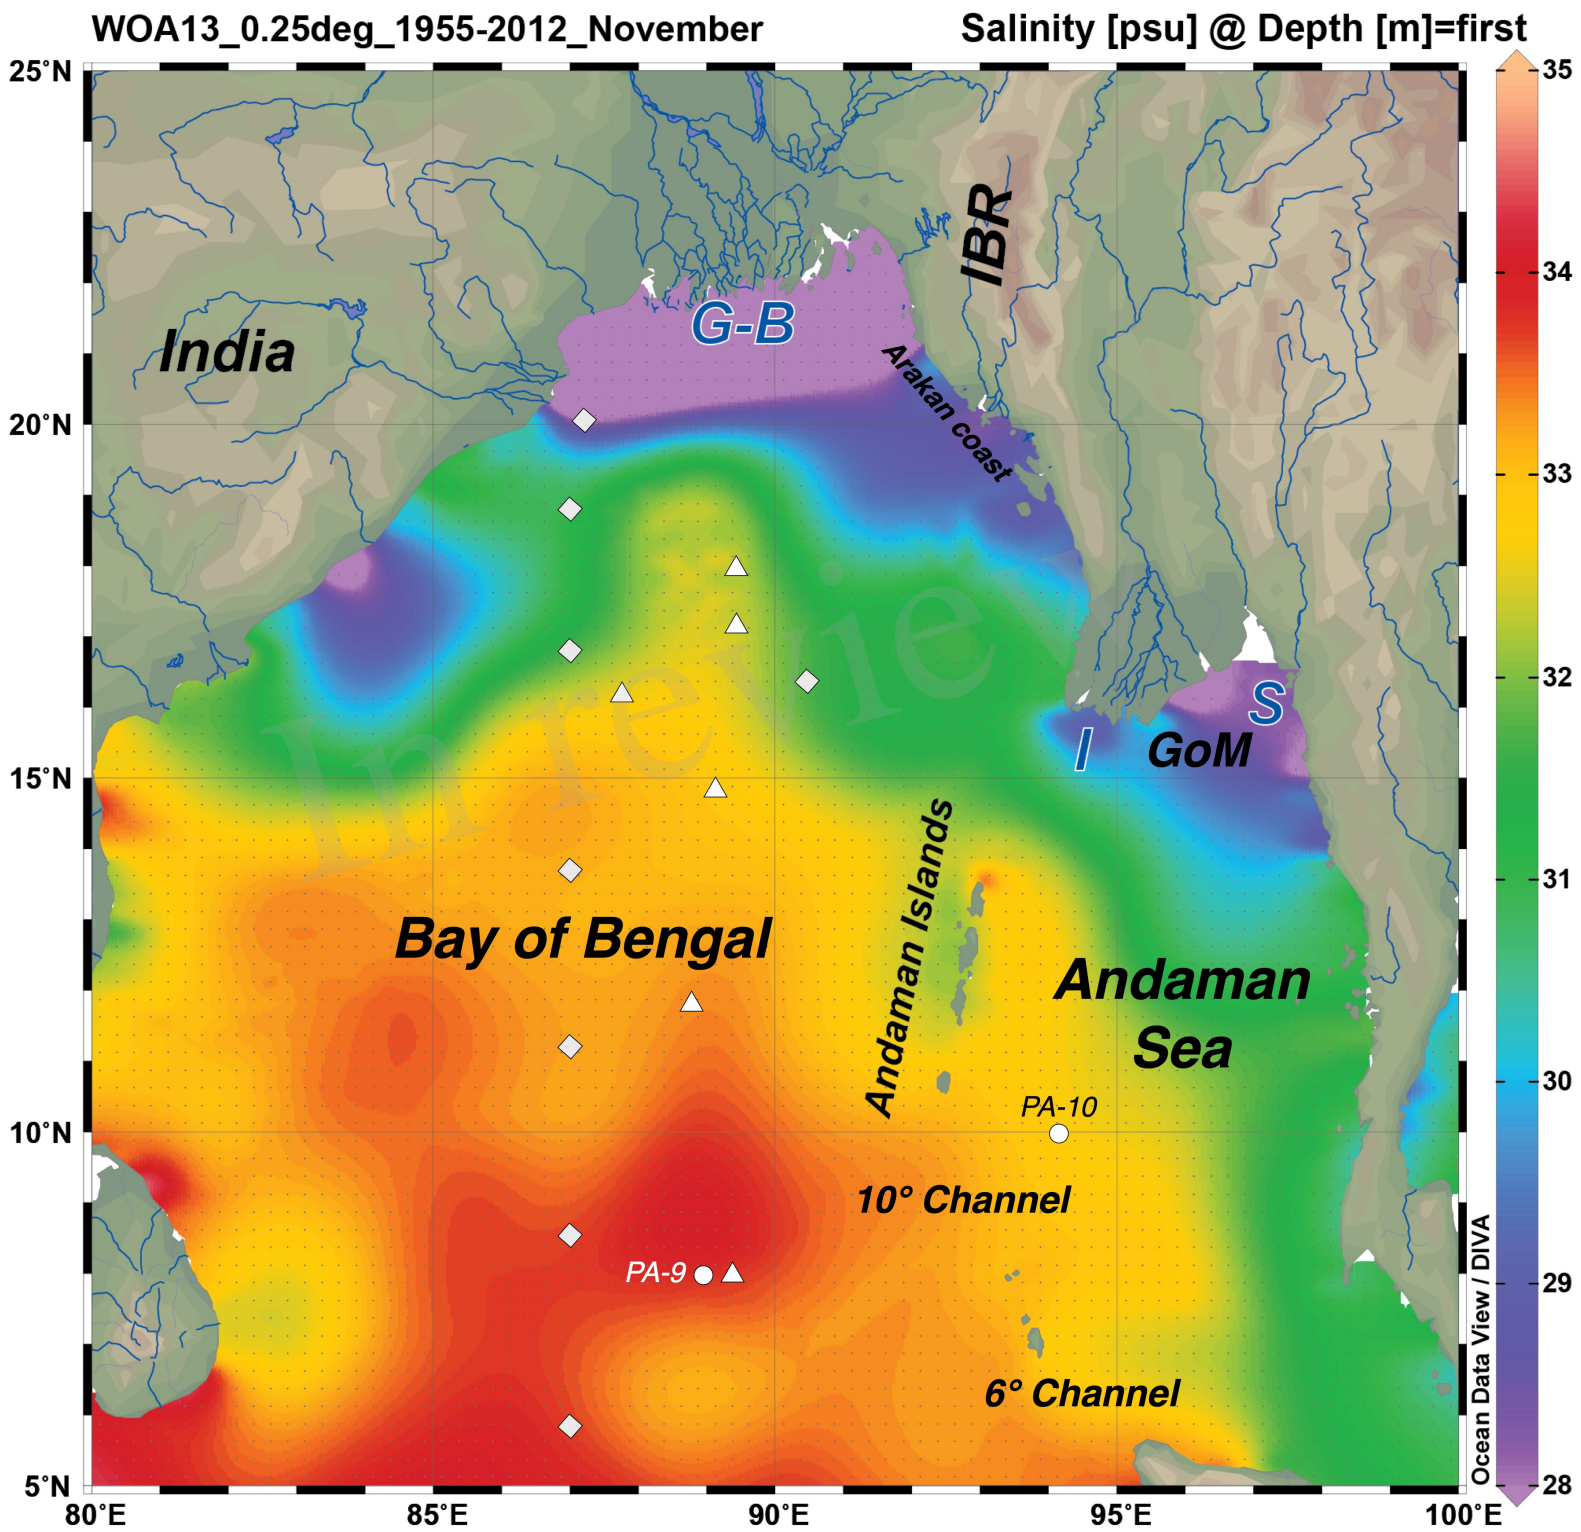 WOA13_0.25deg_1955-2012_November
Salinity [psu] @ Depth [m]=first
25°N
20°N
15°N
10°N
5°N
80°E
85°E
90°E
95°E
100°E
35
34
33
32
31
30
29
28
India
IBR
G-B
Arakan coast
In review
S
I
GoM
Andaman Islands
Bay of Bengal
Andaman
Sea
PA-10
10° Channel
PA-9
6° Channel
Ocean Data View / DIVA